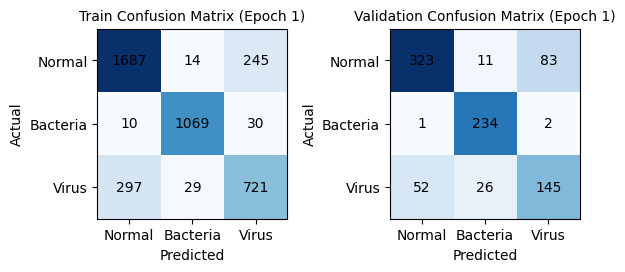 Train Confusion Matrix (Epoch 1)
Validation Confusion Matrix (Epoch 1)
Actual
Normal 1687 14 245
Bacteria 10 1069 30
Virus 297 29 721
Normal Bacteria Virus
Predicted
Actual
Normal 323 11 83
Bacteria 1 234 2
Virus 52 26 145
Normal Bacteria Virus
Predicted